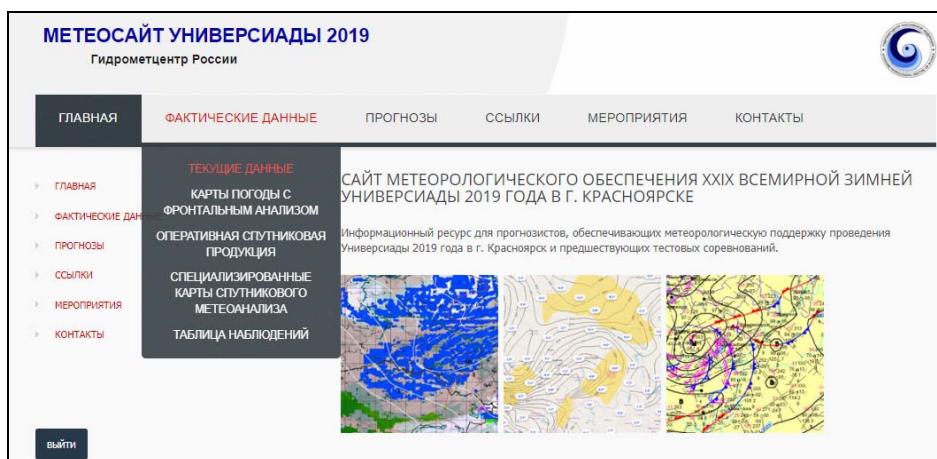 МЕТЕОСАЙТ УНИВЕРСИАДЫ 2019
Гидрометцентр России
ГЛАВНАЯ ФАКТИЧЕСКИЕ ДАННЫЕ ПРОГНОЗЫ ССЫЛКИ МЕРОПРИЯТИЯ КОНТАКТЫ
ГЛАВНАЯ
ФАКТИЧЕСКИЕ ДАННЫЕ
ПРОГНОЗЫ
ССЫЛКИ
МЕРОПРИЯТИЯ
КОНТАКТЫ
ТЕКУЩИЕ ДАННЫЕ
КАРТЫ ПОГОДЫ С
ФРОНТАЛЬНЫМ АНАЛИЗОМ
ОПЕРАТИВНАЯ СПУТНИКОВАЯ
ПРОДУКЦИЯ
СПЕЦИАЛИЗИРОВАННЫЕ
КАРТЫ СПУТНИКОВОГО
МЕТЕОАНАЛИЗА
ТАБЛИЦА НАБЛЮДЕНИЙ
САЙТ МЕТЕОРОЛОГИЧЕСКОГО ОБЕСПЕЧЕНИЯ XXIX ВСЕМИРНОЙ ЗИМНЕЙ
УНИВЕРСИАДЫ 2019 ГОДА В Г. КРАСНОЯРСКЕ
Информационный ресурс для прогнозистов, обеспечивающих метеорологическую поддержку проведения
Универсиады 2019 года в г. Красноярск и предшествующих тестовых соревнований.
ВЫЙТИ